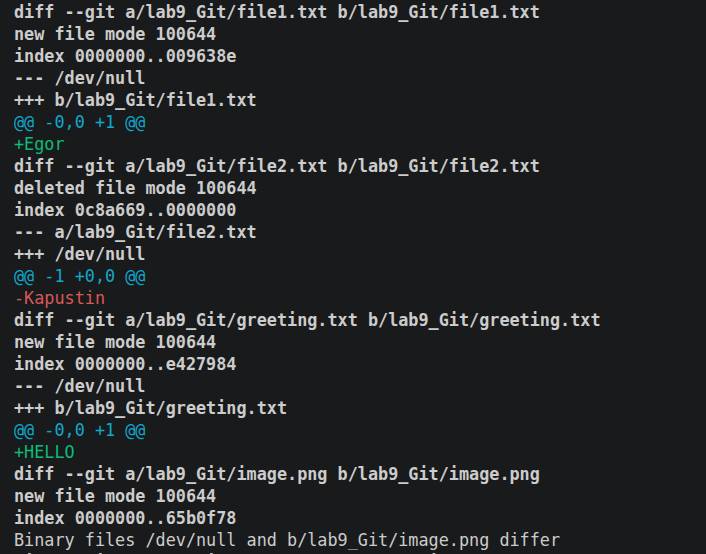 diff --git a/lab9_Git/file1.txt b/lab9_Git/file1.txt
new file mode 100644
index 0000000..009638e
--- /dev/null
+++ b/lab9_Git/file1.txt
@@ -0,0 +1 @@
+Egor
diff --git a/lab9_Git/file2.txt b/lab9_Git/file2.txt
deleted file mode 100644
index 0c8a669..0000000
--- a/lab9_Git/file2.txt
+++ /dev/null
@@ -1 +0,0 @@
-Kapustin
diff --git a/lab9_Git/greeting.txt b/lab9_Git/greeting.txt
new file mode 100644
index 0000000..e427984
--- /dev/null
+++ b/lab9_Git/greeting.txt
@@ -0,0 +1 @@
+HELLO
diff --git a/lab9_Git/image.png b/lab9_Git/image.png
new file mode 100644
index 0000000..65b0f78
Binary files /dev/null and b/lab9_Git/image.png differ